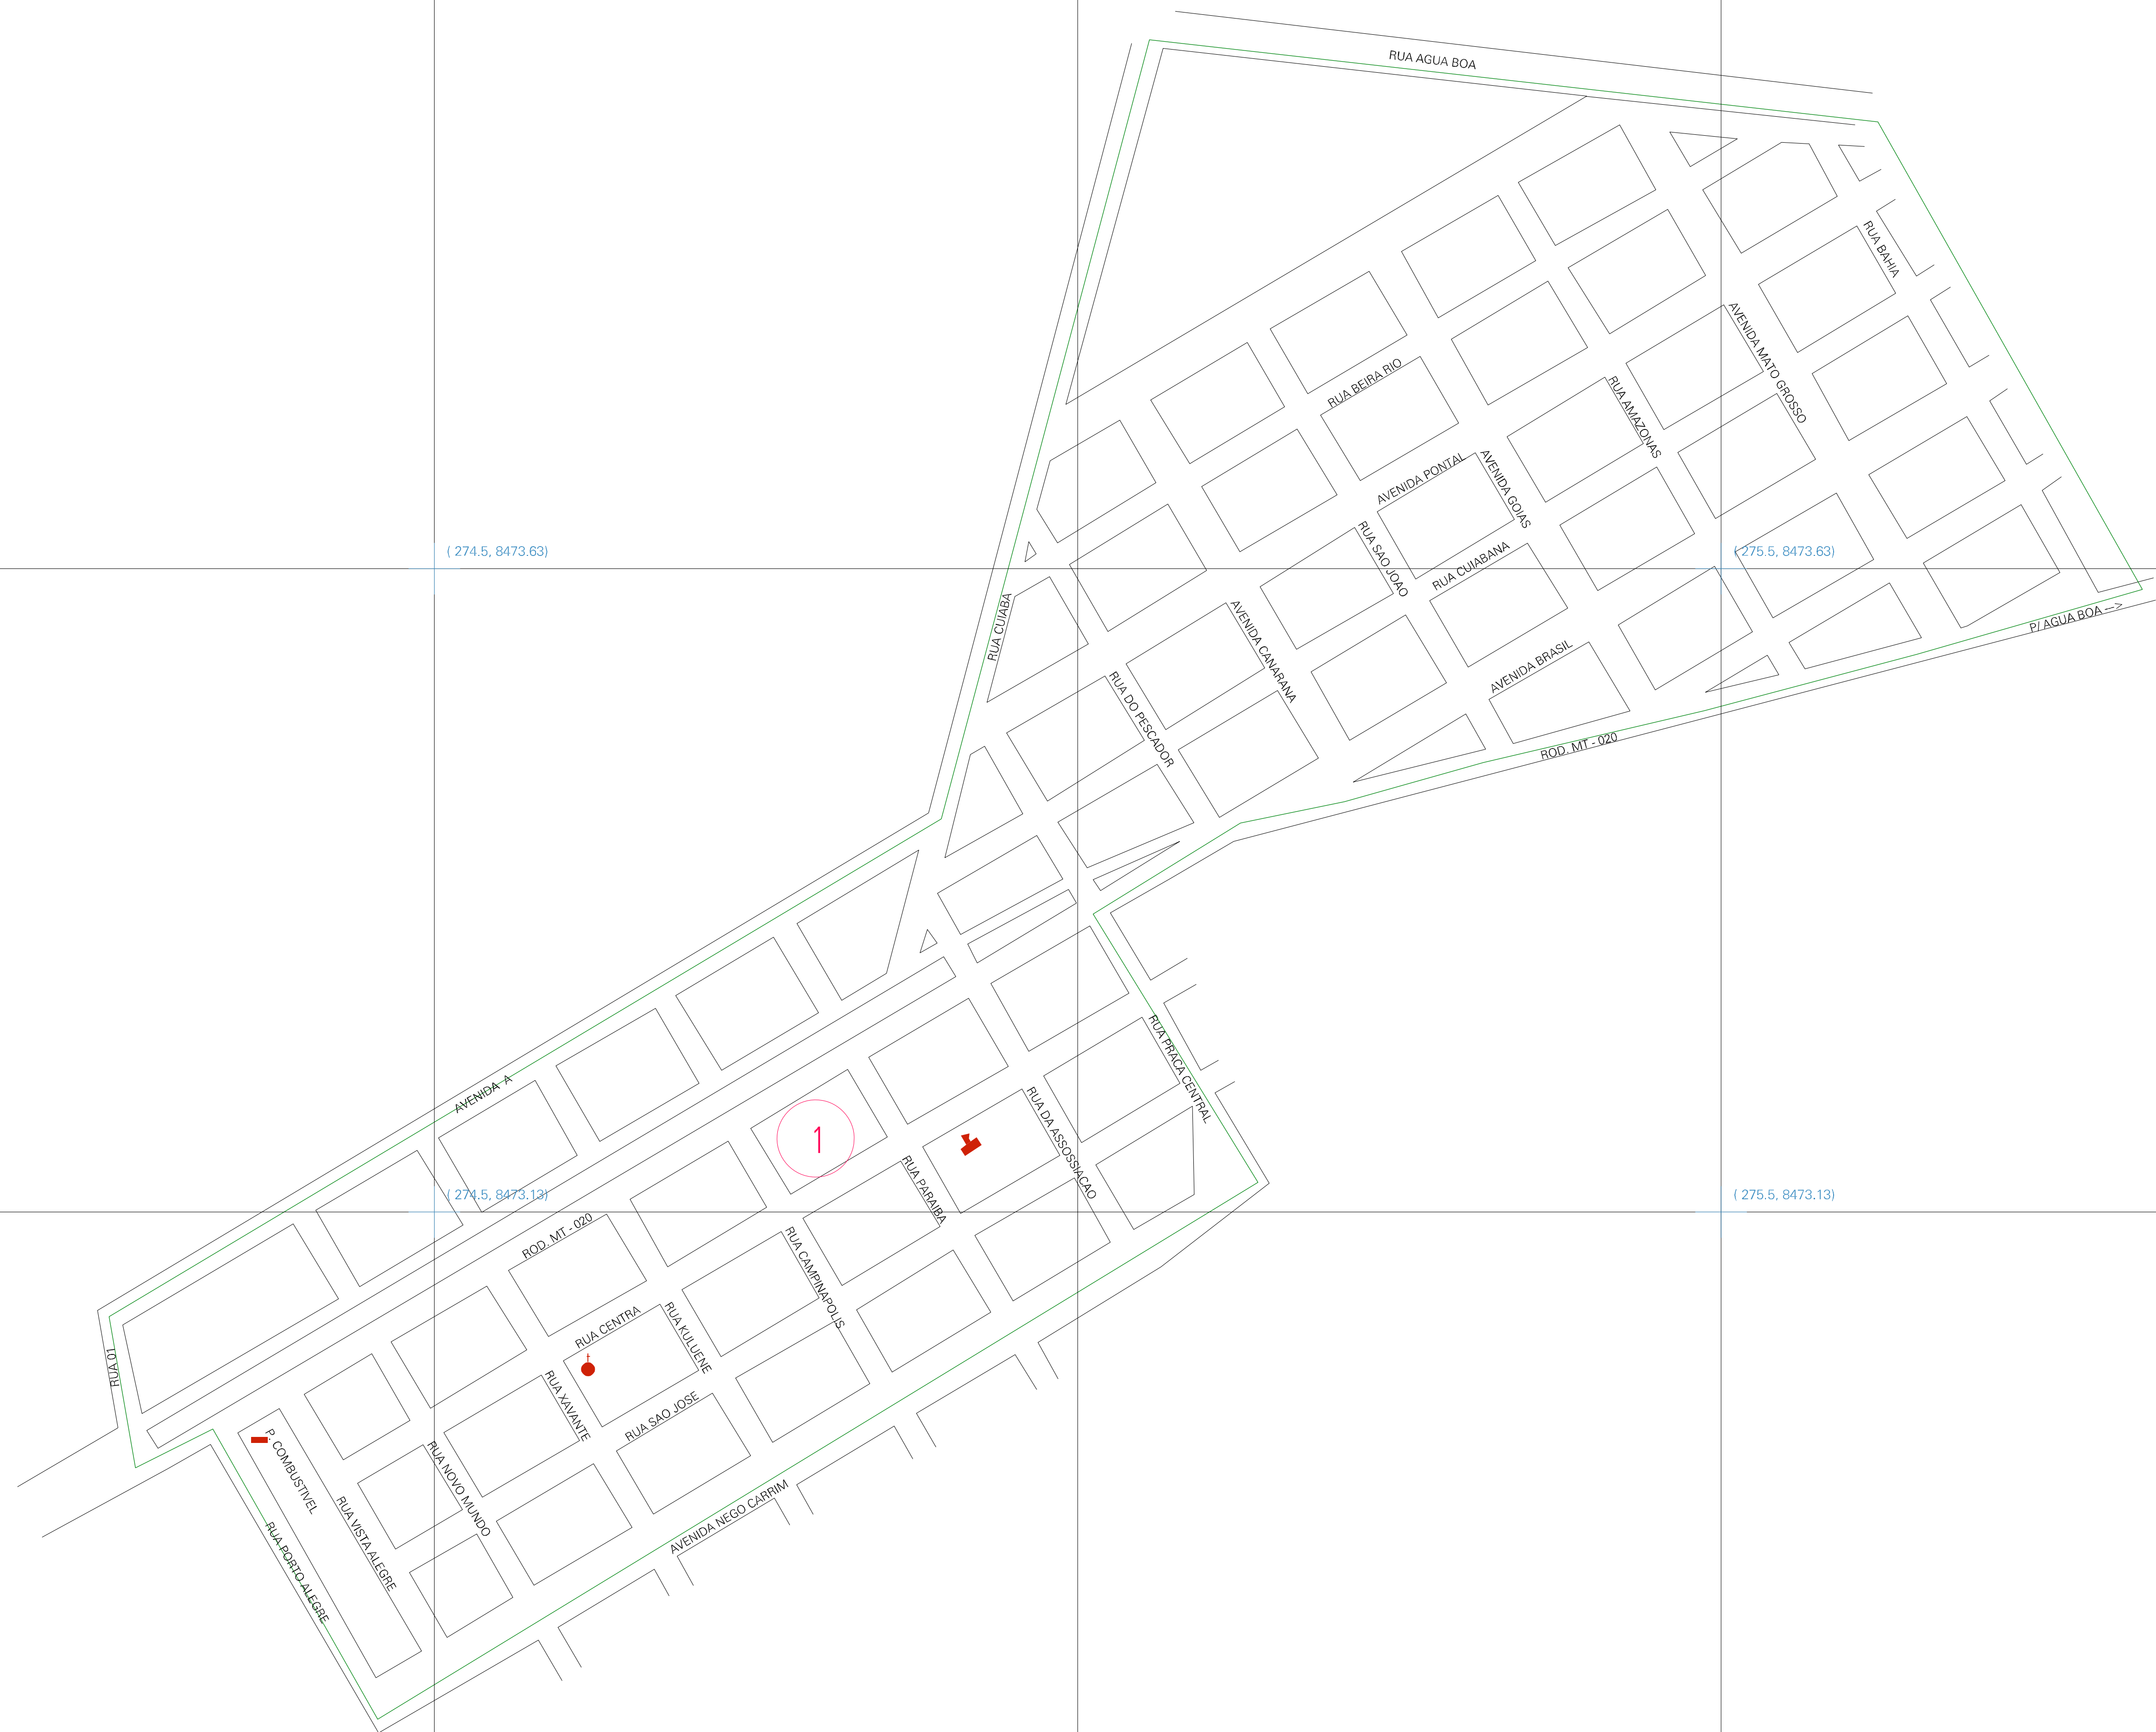 RUA AGUA BOA
RUA BAHIA
AVENIDA MATO GROSSO
RUA BEIRA RIO
RUA AMAZONAS
AVENIDA PONTAL
AVENIDA GOIAS
RUA SAO JOAO
RUA CUIABANA
( 274.5, 8473.63)
( 275.5, 8473.63)
RUA CUIABA
AVENIDA CANARANA
P/ AGUA BOA --->
AVENIDA BRASIL
RUA DO PESCADOR
ROD. MT - 020
RUA PRACA CENTRAL
AVENIDA A
RUA DA ASSOSSIACAO
1
RUA PARAIBA
( 274.5, 8473.13)
( 275.5, 8473.13)
ROD. MT - 020
RUA CAMPINAPOLIS
RUA CENTRA
RUA KULUENE
RUA 01
RUA XAVANTE
RUA SAO JOSE
P. COMBUSTIVEL
RUA NOVO MUNDO
RUA VISTA ALEGRE
AVENIDA NEGO CARRIM
RUA PORTO ALEGRE